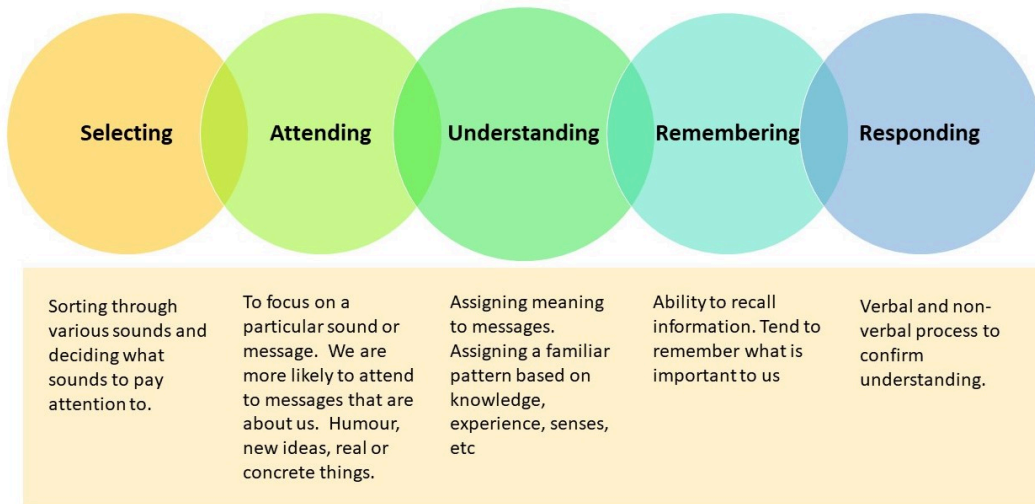 Selecting
Attending
Understanding
Remembering
Responding
Sorting through
various sounds and
deciding what
sounds to pay
attention to.
To focus on a
particular sound or
message.  We are
more likely to attend
to messages that are
about us.  Humour,
new ideas, real or
concrete things.
Assigning meaning
to messages.
Assigning a familiar
pattern based on
knowledge,
experience, senses,
etc
Ability to recall
information. Tend to
remember what is
important to us
Verbal and non-
verbal process to
confirm
understanding.